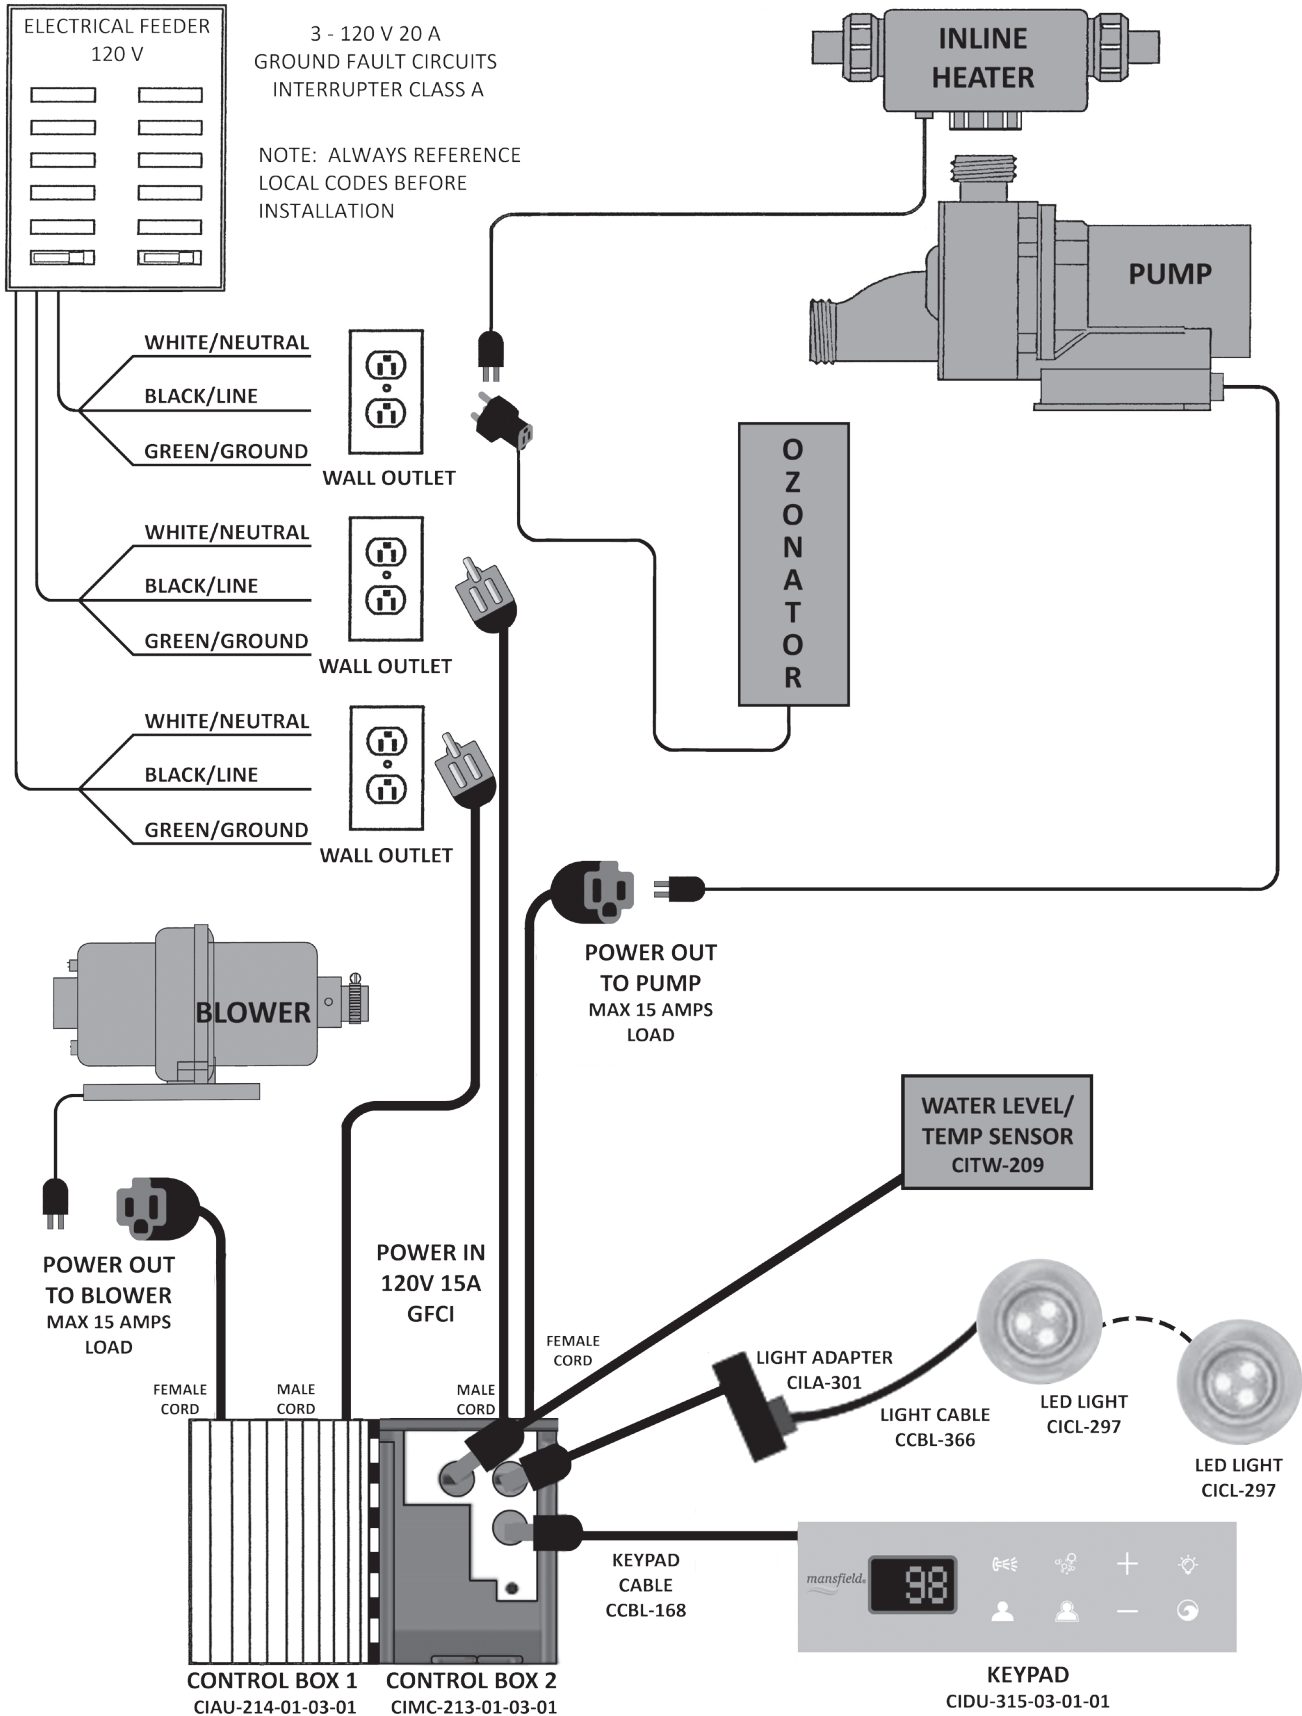 ELECTRICAL FEEDER
120 V
3 - 120 V 20 A
GROUND FAULT CIRCUITS
INTERRUPTER CLASS A
NOTE:  ALWAYS REFERENCE
LOCAL CODES BEFORE
INSTALLATION
INLINE
HEATER
PUMP
WHITE/NEUTRAL
BLACK/LINE
GREEN/GROUND
WALL OUTLET
OZONATOR
WHITE/NEUTRAL
BLACK/LINE
GREEN/GROUND
WALL OUTLET
WHITE/NEUTRAL
BLACK/LINE
GREEN/GROUND
WALL OUTLET
POWER OUT
TO PUMP
MAX 15 AMPS
LOAD
BLOWER
WATER LEVEL/
TEMP SENSOR
CITW-209
POWER OUT
TO BLOWER
MAX 15 AMPS
LOAD
POWER IN
120V 15A
GFCI
FEMALE
CORD
MALE
CORD
MALE
CORD
FEMALE
CORD
LIGHT ADAPTER
CILA-301
LIGHT CABLE
CCBL-366
LED LIGHT
CICL-297
LED LIGHT
CICL-297
KEYPAD
CABLE
CCBL-168
mansfield®
98
KEYPAD
CIDU-315-03-01-01
CONTROL BOX 1
CIAU-214-01-03-01
CONTROL BOX 2
CIMC-213-01-03-01